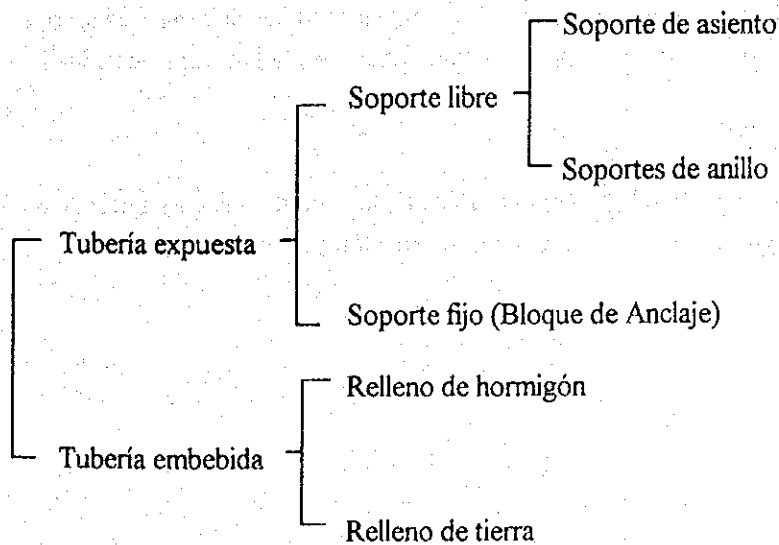 Soporte de asiento
Soporte libre
Soportes de anillo
Tubería expuesta
Soporte fijo (Bloque de Anclaje)
Relleno de hormigón
Tubería embebida
Relleno de tierra